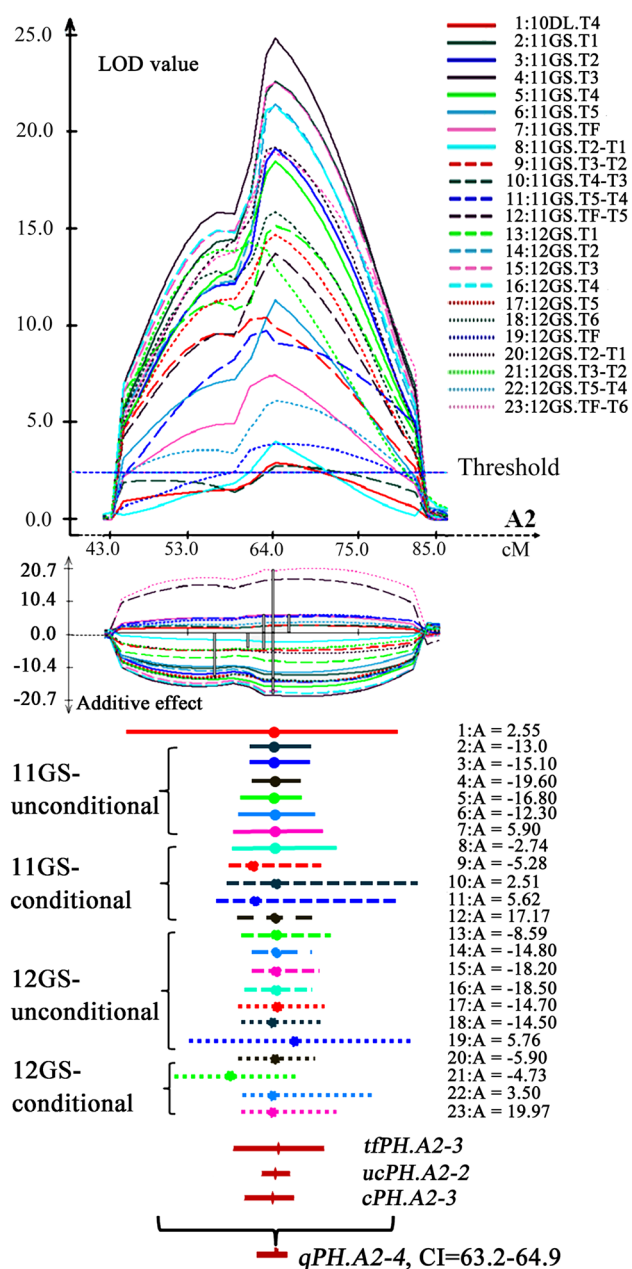 25.0
LOD value
20.0
15.0
10.0
5.0
0.0
Threshold
A2
43.0 53.0 64.0 75.0 85.0 cM
1:10DL.T4
2:11GS.T1
3:11GS.T2
4:11GS.T3
5:11GS.T4
6:11GS.T5
7:11GS.TF
8:11GS.T2-T1
9:11GS.T3-T2
10:11GS.T4-T3
11:11GS.T5-T4
12:11GS.TF-T5
13:12GS.T1
14:12GS.T2
15:12GS.T3
16:12GS.T4
17:12GS.T5
18:12GS.T6
19:12GS.TF
20:12GS.T2-T1
21:12GS.T3-T2
22:12GS.T5-T4
23:12GS.TF-T6
20.7
10.4
0.0
-10.4
-20.7
Additive effect
11GS-
unconditional
11GS-
conditional
12GS-
unconditional
12GS-
conditional
1:A = 2.55
2:A = -13.0
3:A = -15.10
4:A = -19.60
5:A = -16.80
6:A = -12.30
7:A = 5.90
8:A = -2.74
9:A = -5.28
10:A = 2.51
11:A = 5.62
12:A = 17.17
13:A = -8.59
14:A = -14.80
15:A = -18.20
16:A = -18.50
17:A = -14.70
18:A = -14.50
19:A = 5.76
20:A = -5.90
21:A = -4.73
22:A = 3.50
23:A = 19.97
tfPH.A2-3
ucPH.A2-2
cPH.A2-3
qPH.A2-4, CI=63.2-64.9